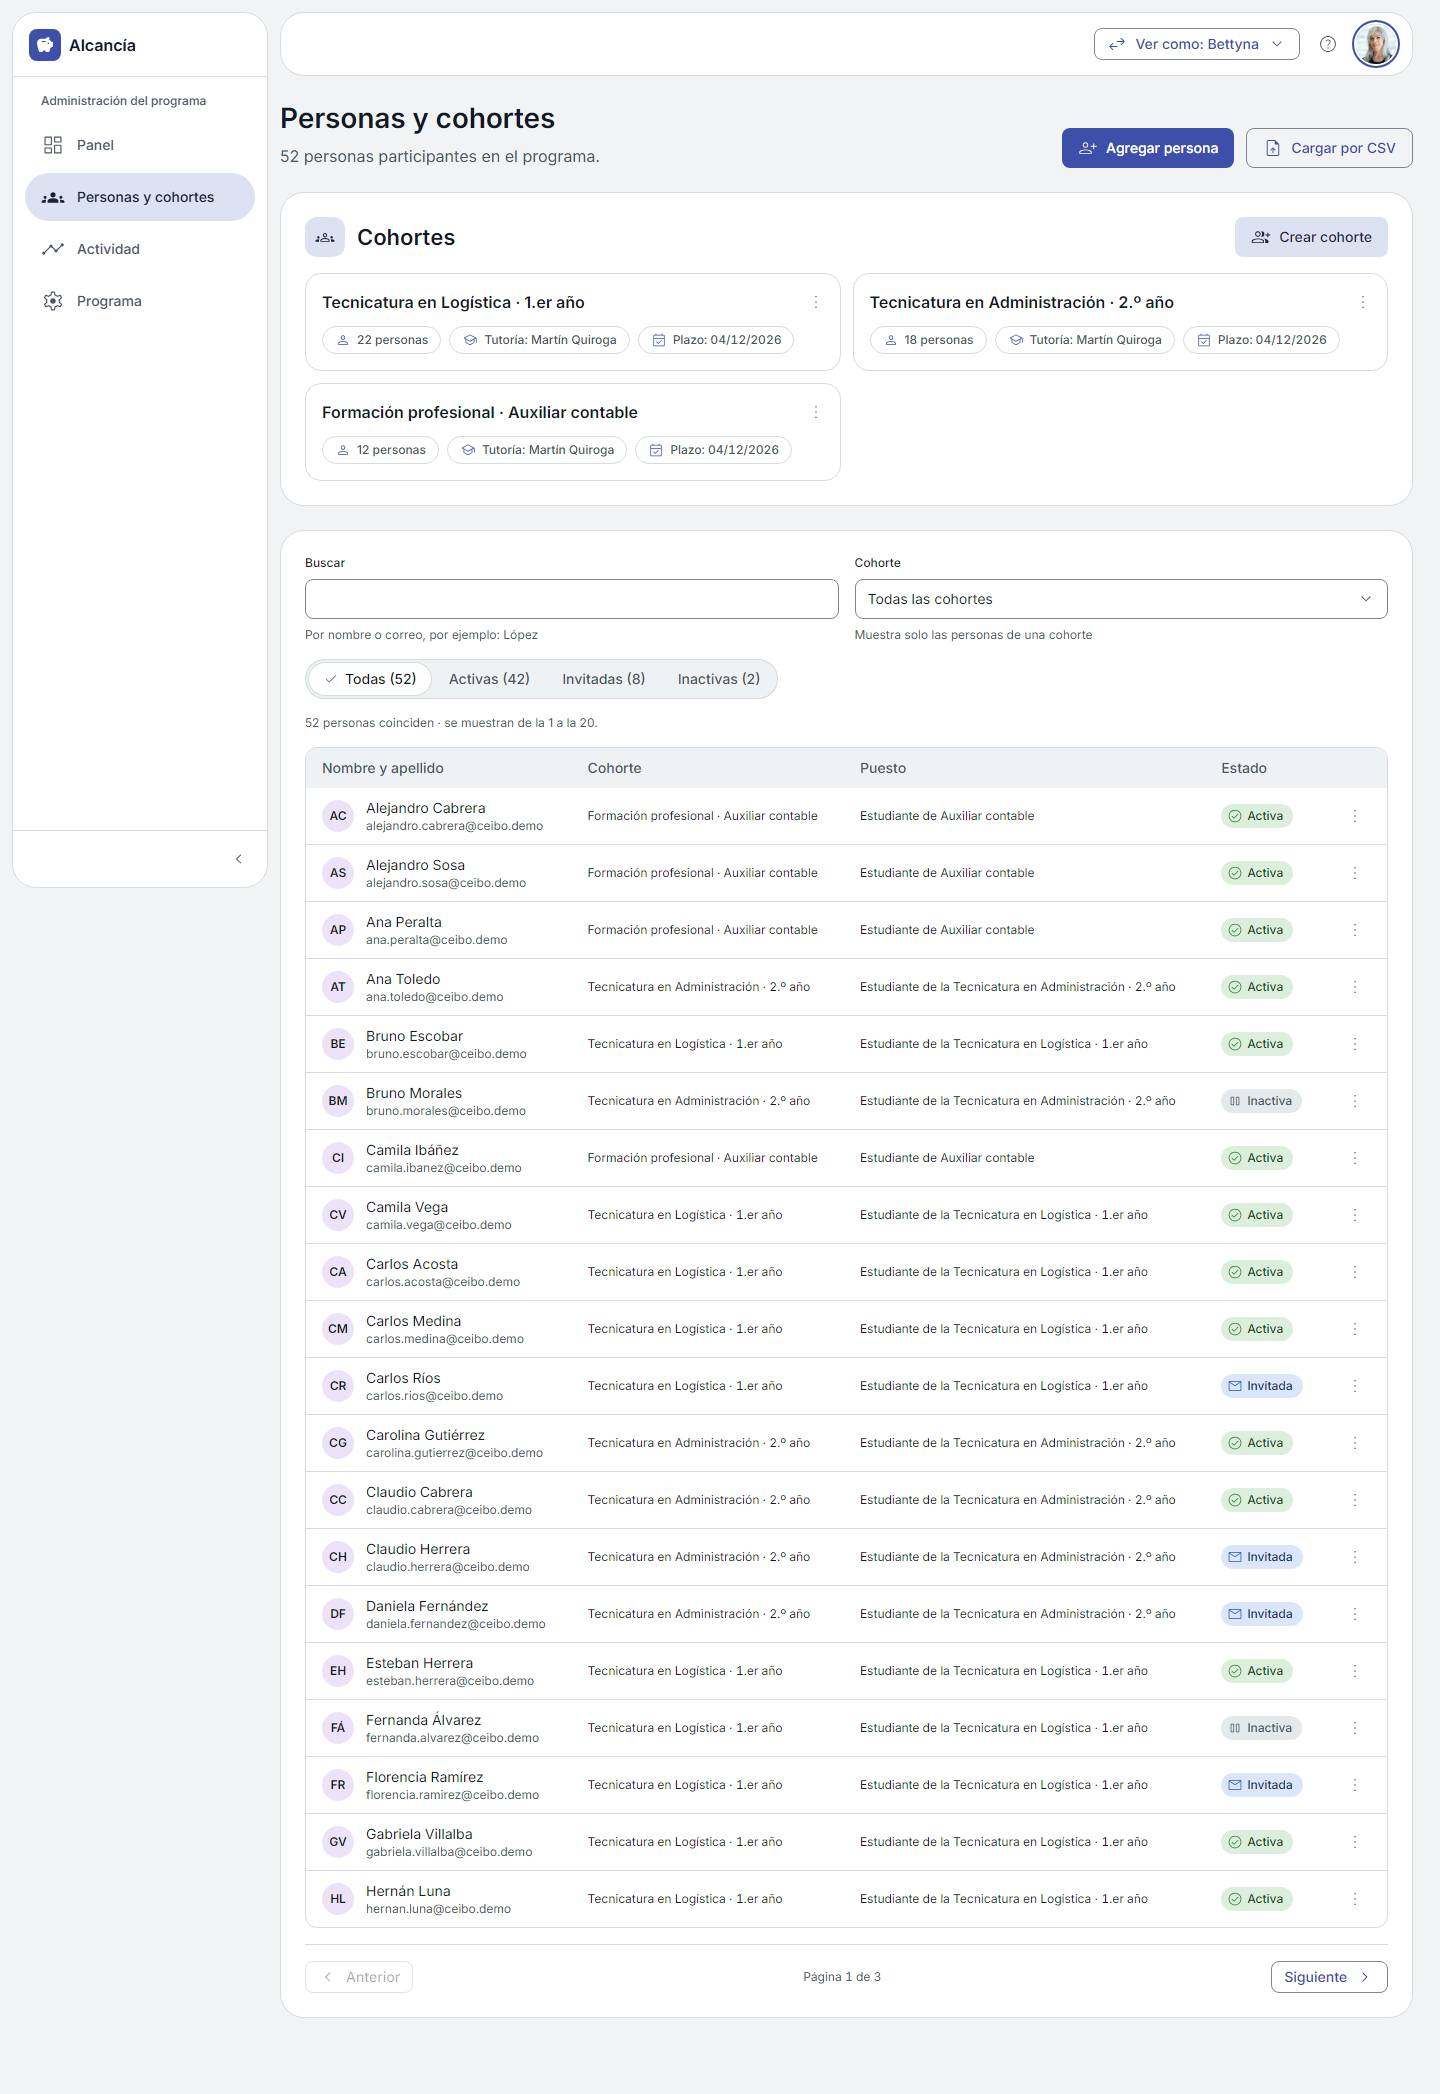 Alcancía
Ver como: Bettyna
Administración del programa
Panel
Personas y cohortes
Actividad
Programa
Personas y cohortes
52 personas participantes en el programa.
Agregar persona
Cargar por CSV
Cohortes
Crear cohorte
Tecnicatura en Logística · 1.er año
22 personas
Tutoría: Martín Quiroga
Plazo: 04/12/2026
Tecnicatura en Administración · 2.º año
18 personas
Tutoría: Martín Quiroga
Plazo: 04/12/2026
Formación profesional · Auxiliar contable
12 personas
Tutoría: Martín Quiroga
Plazo: 04/12/2026
Buscar
Por nombre o correo, por ejemplo: López
Cohorte
Todas las cohortes
Muestra solo las personas de una cohorte
Todas (52) Activas (42) Invitadas (8) Inactivas (2)
52 personas coinciden · se muestran de la 1 a la 20.
Nombre y apellido Cohorte Puesto Estado
AC Alejandro Cabrera
alejandro.cabrera@ceibo.demo
Formación profesional · Auxiliar contable Estudiante de Auxiliar contable Activa
AS Alejandro Sosa
alejandro.sosa@ceibo.demo
Formación profesional · Auxiliar contable Estudiante de Auxiliar contable Activa
AP Ana Peralta
ana.peralta@ceibo.demo
Formación profesional · Auxiliar contable Estudiante de Auxiliar contable Activa
AT Ana Toledo
ana.toledo@ceibo.demo
Tecnicatura en Administración · 2.º año Estudiante de la Tecnicatura en Administración · 2.º año Activa
BE Bruno Escobar
bruno.escobar@ceibo.demo
Tecnicatura en Logística · 1.er año Estudiante de la Tecnicatura en Logística · 1.er año Activa
BM Bruno Morales
bruno.morales@ceibo.demo
Tecnicatura en Administración · 2.º año Estudiante de la Tecnicatura en Administración · 2.º año Inactiva
CI Camila Ibáñez
camila.ibanez@ceibo.demo
Formación profesional · Auxiliar contable Estudiante de Auxiliar contable Activa
CV Camila Vega
camila.vega@ceibo.demo
Tecnicatura en Logística · 1.er año Estudiante de la Tecnicatura en Logística · 1.er año Activa
CA Carlos Acosta
carlos.acosta@ceibo.demo
Tecnicatura en Logística · 1.er año Estudiante de la Tecnicatura en Logística · 1.er año Activa
CM Carlos Medina
carlos.medina@ceibo.demo
Tecnicatura en Logística · 1.er año Estudiante de la Tecnicatura en Logística · 1.er año Activa
CR Carlos Ríos
carlos.rios@ceibo.demo
Tecnicatura en Logística · 1.er año Estudiante de la Tecnicatura en Logística · 1.er año Invitada
CG Carolina Gutiérrez
carolina.gutierrez@ceibo.demo
Tecnicatura en Administración · 2.º año Estudiante de la Tecnicatura en Administración · 2.º año Activa
CC Claudio Cabrera
claudio.cabrera@ceibo.demo
Tecnicatura en Administración · 2.º año Estudiante de la Tecnicatura en Administración · 2.º año Activa
CH Claudio Herrera
claudio.herrera@ceibo.demo
Tecnicatura en Administración · 2.º año Estudiante de la Tecnicatura en Administración · 2.º año Invitada
DF Daniela Fernández
daniela.fernandez@ceibo.demo
Tecnicatura en Administración · 2.º año Estudiante de la Tecnicatura en Administración · 2.º año Invitada
EH Esteban Herrera
esteban.herrera@ceibo.demo
Tecnicatura en Logística · 1.er año Estudiante de la Tecnicatura en Logística · 1.er año Activa
FÁ Fernanda Álvarez
fernanda.alvarez@ceibo.demo
Tecnicatura en Logística · 1.er año Estudiante de la Tecnicatura en Logística · 1.er año Inactiva
FR Florencia Ramírez
florencia.ramirez@ceibo.demo
Tecnicatura en Logística · 1.er año Estudiante de la Tecnicatura en Logística · 1.er año Invitada
GV Gabriela Villalba
gabriela.villalba@ceibo.demo
Tecnicatura en Logística · 1.er año Estudiante de la Tecnicatura en Logística · 1.er año Activa
HL Hernán Luna
hernan.luna@ceibo.demo
Tecnicatura en Logística · 1.er año Estudiante de la Tecnicatura en Logística · 1.er año Activa
Anterior Página 1 de 3 Siguiente